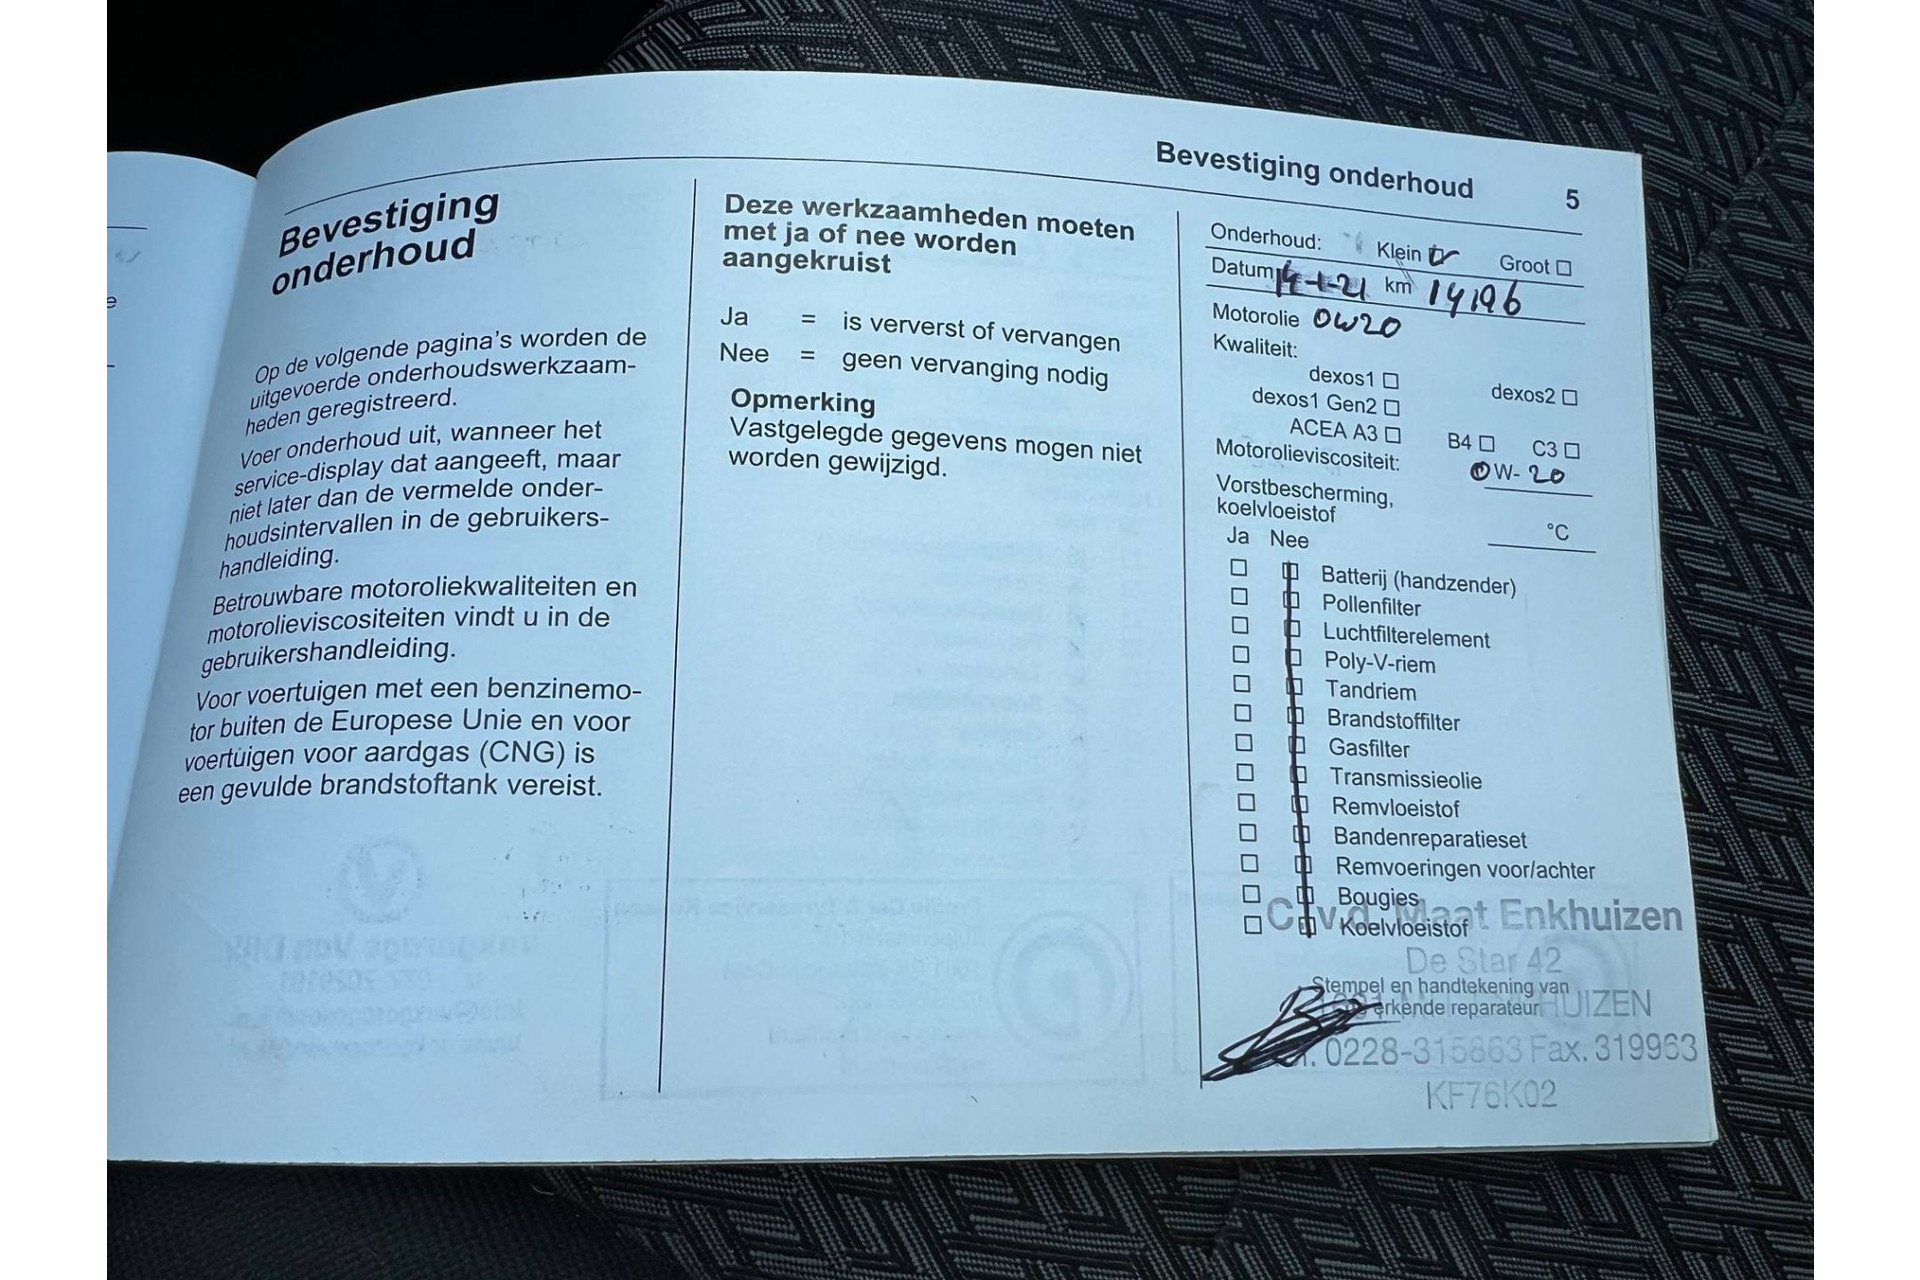 Bevestiging onderhoud 5
Bevestiging
onderhoud
Op de volgende pagina's worden de
uitgevoerde onderhoudswerkzaam-
heden geregistreerd.
Voer onderhoud uit, wanneer het
service-display dat aangeeft, maar
niet later dan de vermelde onder-
houdsintervallen in de gebruikers-
handleiding.
Betrouwbare motoroliekwaliteiten en
motorolieviscositeiten vindt u in de
gebruikershandleiding.
Voor voertuigen met een benzinemo-
tor buiten de Europese Unie en voor
voertuigen voor aardgas (CNG) is
een gevulde brandstoftank vereist.
Deze werkzaamheden moeten
met ja of nee worden
aangekruist
Ja = is ververst of vervangen
Nee = geen vervanging nodig
Opmerking
Vastgelegde gegevens mogen niet
worden gewijzigd.
Onderhoud: Klein Groot
Datum 14-1-21 km 14196
Motorolie 0W20
Kwaliteit:
dexos1 dexos2
dexos1 Gen2
ACEA A3 B4 C3
Motorolieviscositeit: 0W-20
Vorstbescherming,
koelvloeistof °C
Ja Nee
Batterij (handzender)
Pollenfilter
Luchtfilterelement
Poly-V-riem
Tandriem
Brandstoffilter
Gasfilter
Transmissieolie
Remvloeistof
Bandenreparatieset
Remvoeringen voor/achter
Bougies
Koelvloeistof
v.d. Maat Enkhuizen
De Star 42
Stempel en handtekening van
erkende reparateur
0228-315863 Fax. 319963
KF76K02